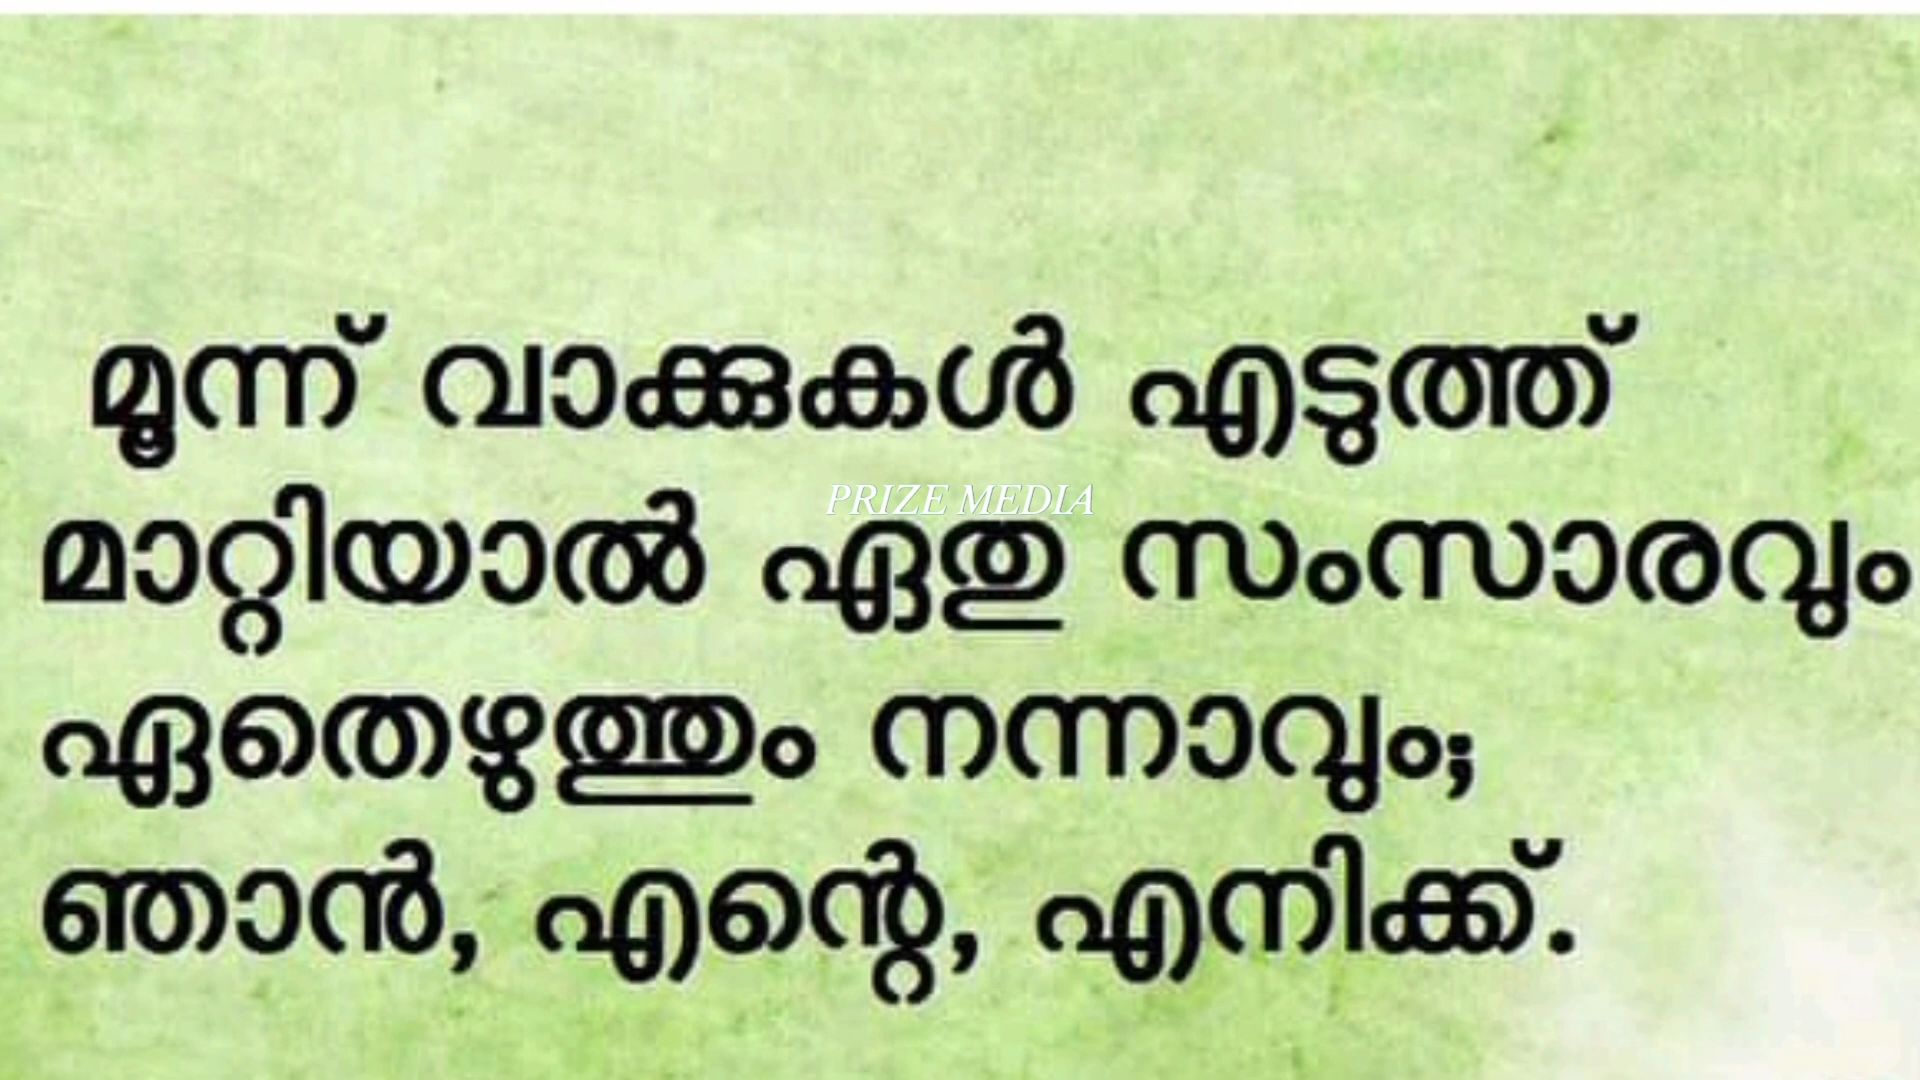 മൂന്ന് വാക്കുകൾ എടുത്ത്
PRIZE MEDIA
മാറ്റിയാൽ ഏതു സംസാരവും
ഏതെഴുത്തും നന്നാവും;
ഞാൻ, എന്റെ, എനിക്ക്.